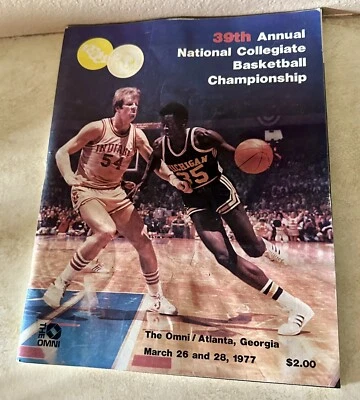 39th Annual
National Collegiate
Basketball
Championship
INDIANA
54
MICHIGAN
35
THE OMNI
The Omni/Atlanta, Georgia
March 26 and 28, 1977
$2.00